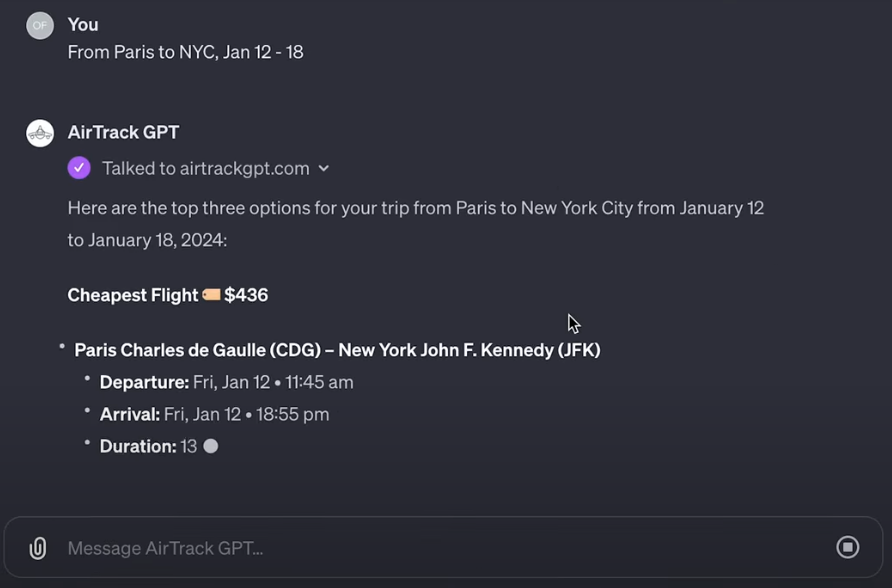 OF
You
From Paris to NYC, Jan 12 - 18
AirTrack GPT
Talked to airtrackgpt.com
Here are the top three options for your trip from Paris to New York City from January 12
to January 18, 2024:
Cheapest Flight $436
• Paris Charles de Gaulle (CDG) – New York John F. Kennedy (JFK)
• Departure: Fri, Jan 12 • 11:45 am
• Arrival: Fri, Jan 12 • 18:55 pm
• Duration: 13
Message AirTrack GPT...